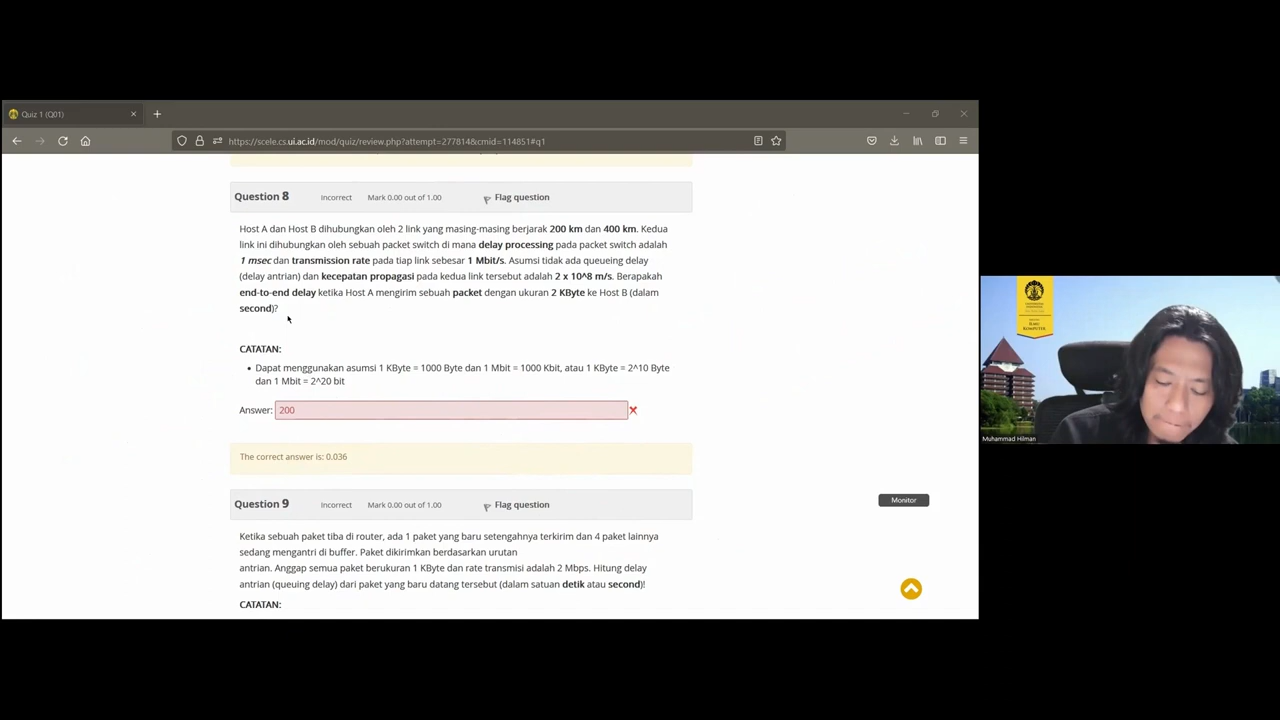 Quiz 1 (Q01)
https://scele.cs.ui.ac.id/mod/quiz/review.php?attempt=277814&cmid=114851#q1
Question 8 Incorrect Mark 0.00 out of 1.00 Flag question
Host A dan Host B dihubungkan oleh 2 link yang masing-masing berjarak 200 km dan 400 km. Kedua
link ini dihubungkan oleh sebuah packet switch di mana delay processing pada packet switch adalah
1 msec dan transmission rate pada tiap link sebesar 1 Mbit/s. Asumsi tidak ada queueing delay
(delay antrian) dan kecepatan propagasi pada kedua link tersebut adalah 2 x 10^8 m/s. Berapakah
end-to-end delay ketika Host A mengirim sebuah packet dengan ukuran 2 KByte ke Host B (dalam
second)?
CATATAN:
• Dapat menggunakan asumsi 1 KByte = 1000 Byte dan 1 Mbit = 1000 Kbit, atau 1 KByte = 2^10 Byte
dan 1 Mbit = 2^20 bit
Answer: 200
The correct answer is: 0.036
Question 9 Incorrect Mark 0.00 out of 1.00 Flag question
Ketika sebuah paket tiba di router, ada 1 paket yang baru setengahnya terkirim dan 4 paket lainnya
sedang mengantri di buffer. Paket dikirimkan berdasarkan urutan
antrian. Anggap semua paket berukuran 1 KByte dan rate transmisi adalah 2 Mbps. Hitung delay
antrian (queuing delay) dari paket yang baru datang tersebut (dalam satuan detik atau second)!
CATATAN:
Monitor
ILMU
KOMPUTER
Muhammad Hilman